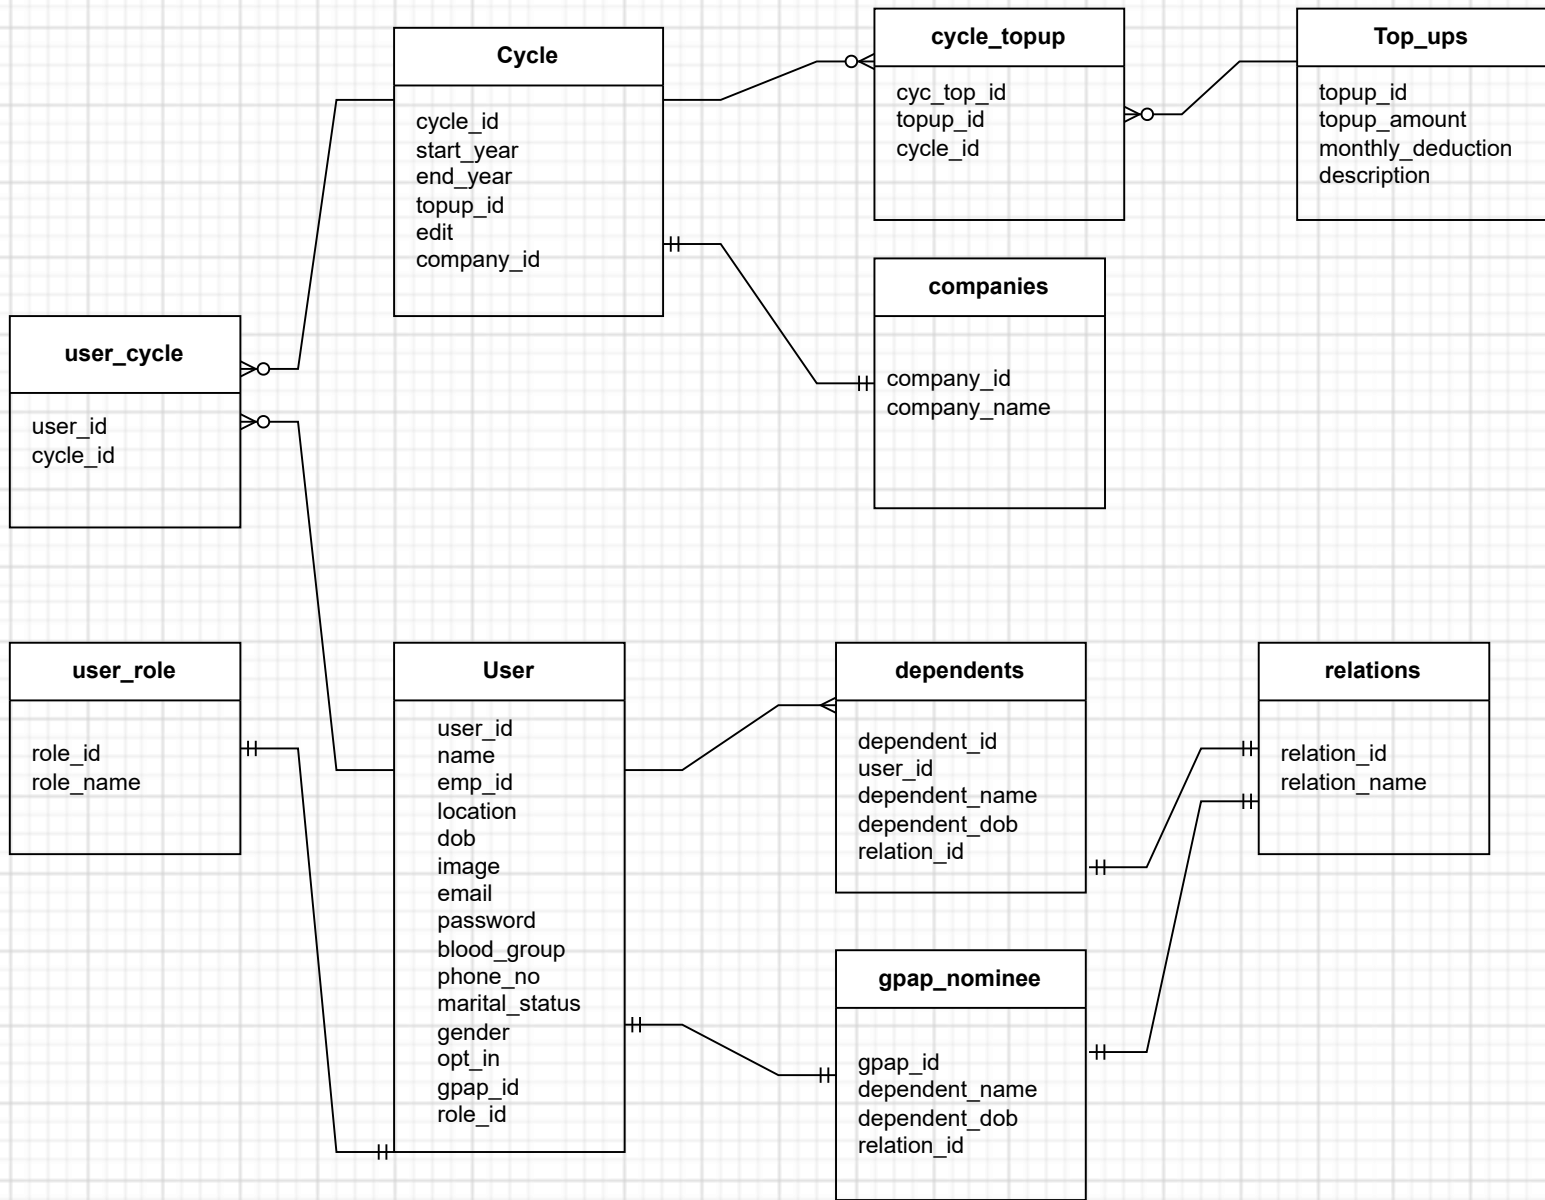 Cycle
cycle_id
start_year
end_year
topup_id
edit
company_id
cycle_topup
cyc_top_id
topup_id
cycle_id
Top_ups
topup_id
topup_amount
monthly_deduction
description
companies
company_id
company_name
user_cycle
user_id
cycle_id
user_role
role_id
role_name
User
user_id
name
emp_id
location
dob
image
email
password
blood_group
phone_no
marital_status
gender
opt_in
gpap_id
role_id
dependents
dependent_id
user_id
dependent_name
dependent_dob
relation_id
relations
relation_id
relation_name
gpap_nominee
gpap_id
dependent_name
dependent_dob
relation_id